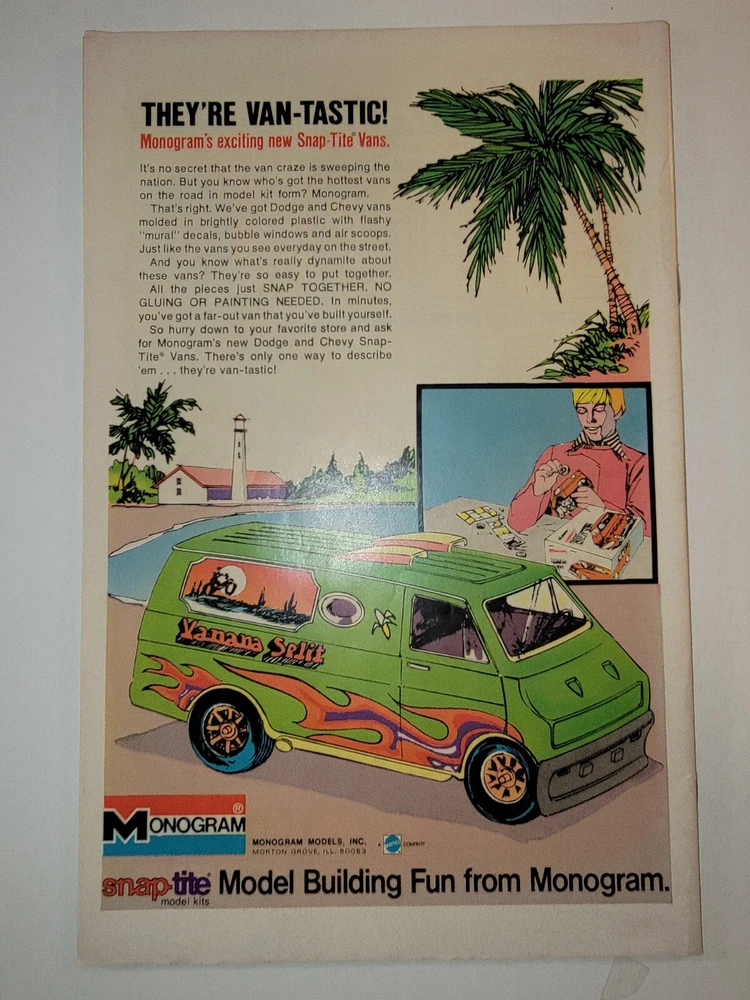 THEY'RE VAN-TASTIC!
Monogram's exciting new Snap-Tite® Vans.
It's no secret that the van craze is sweeping the
nation. But you know who's got the hottest vans
on the road in model kit form? Monogram.
That's right. We've got Dodge and Chevy vans
molded in brightly colored plastic with flashy
"mural" decals, bubble windows and air scoops.
Just like the vans you see everyday on the street.
And you know what's really dynamite about
these vans? They're so easy to put together.
All the pieces just SNAP TOGETHER. NO
GLUING OR PAINTING NEEDED. In minutes,
you've got a far-out van that you've built yourself.
So hurry down to your favorite store and ask
for Monogram's new Dodge and Chevy Snap-
Tite® Vans. There's only one way to describe
'em . . . they're van-tastic!
Vanana Split
MONOGRAM®
MONOGRAM MODELS, INC.
MORTON GROVE, ILL. 60053
A MATTEL COMPANY
snap-tite®
model kits
Model Building Fun from Monogram.